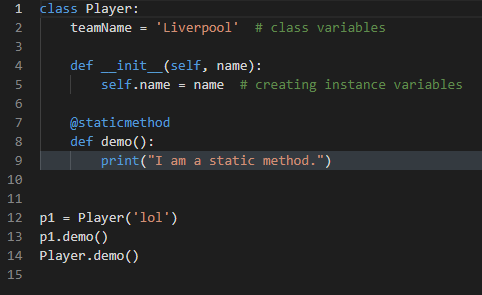 1 class Player:
2     teamName = 'Liverpool'  # class variables
3
4     def __init__(self, name):
5         self.name = name  # creating instance variables
6
7     @staticmethod
8     def demo():
9         print("I am a static method.")
10
11
12 p1 = Player('lol')
13 p1.demo()
14 Player.demo()
15